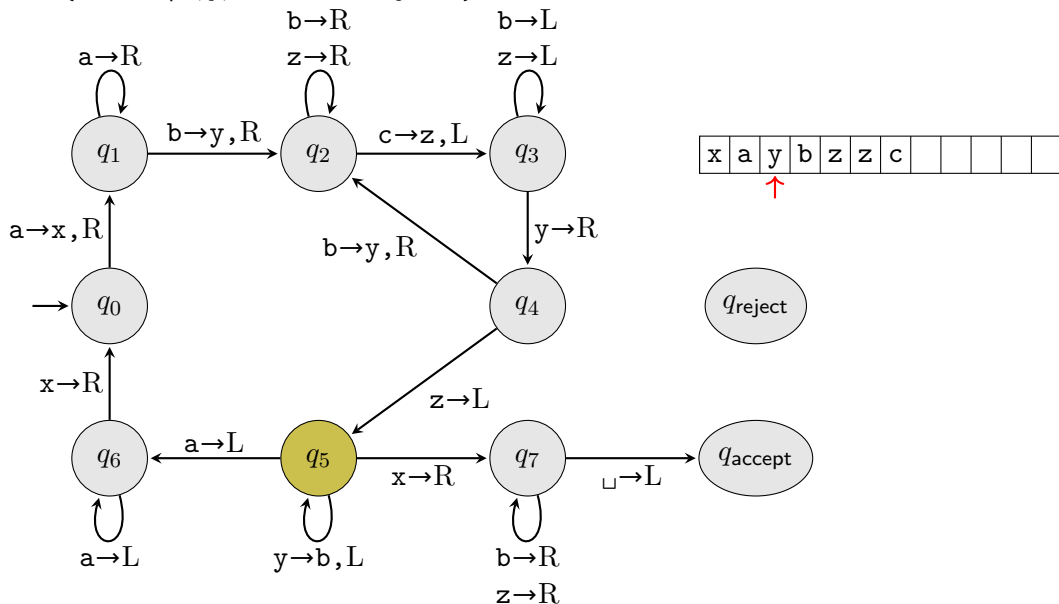 b→R
z→R
b→L
z→L
a→R
q1
b→y,R
q2
c→z,L
q3
x a y b z z c
↑
a→x,R
b→y,R
y→R
q0
q4
qreject
x→R
z→L
q6
a→L
q5
x→R
q7
␣→L
qaccept
a→L
y→b,L
b→R
z→R